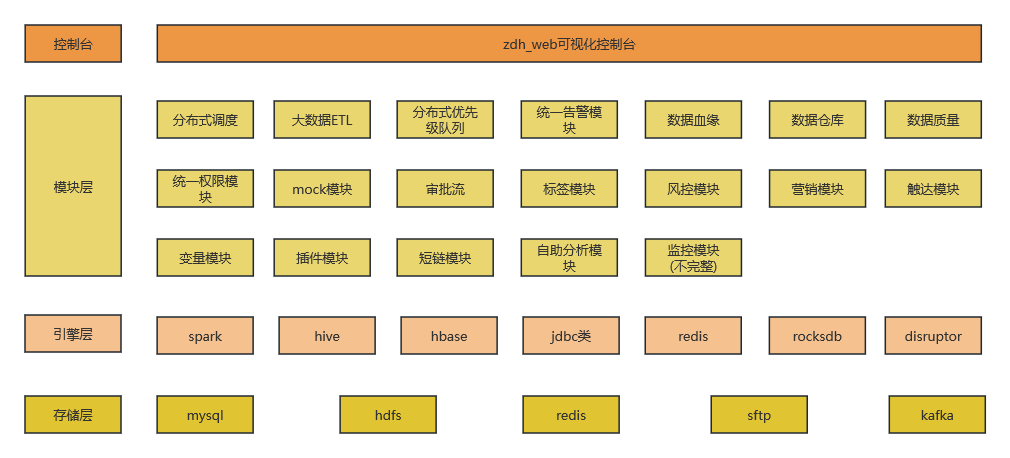 控制台
zdh_web可视化控制台
模块层
分布式调度
大数据ETL
分布式优先
级队列
统一告警模
块
数据血缘
数据仓库
数据质量
统一权限模
块
mock模块
审批流
标签模块
风控模块
营销模块
触达模块
变量模块
插件模块
短链模块
自助分析模
块
监控模块
(不完整)
引擎层
spark
hive
hbase
jdbc类
redis
rocksdb
disruptor
存储层
mysql
hdfs
redis
sftp
kafka